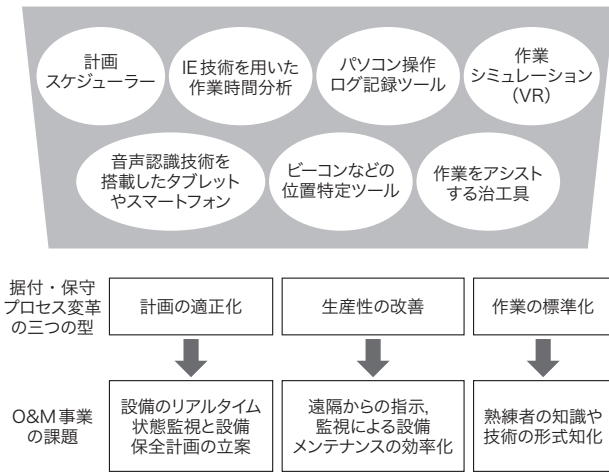 計画
スケジューラー
IE技術を用いた
作業時間分析
パソコン操作
ログ記録ツール
作業
シミュレーション
(VR)
音声認識技術を
搭載したタブレット
やスマートフォン
ビーコンなどの
位置特定ツール
作業をアシスト
する治工具
据付・保守
プロセス変革
の三つの型
計画の適正化
生産性の改善
作業の標準化
O&M事業
の課題
設備のリアルタイム
状態監視と設備
保全計画の立案
遠隔からの指示,
監視による設備
メンテナンスの効率化
熟練者の知識や
技術の形式知化